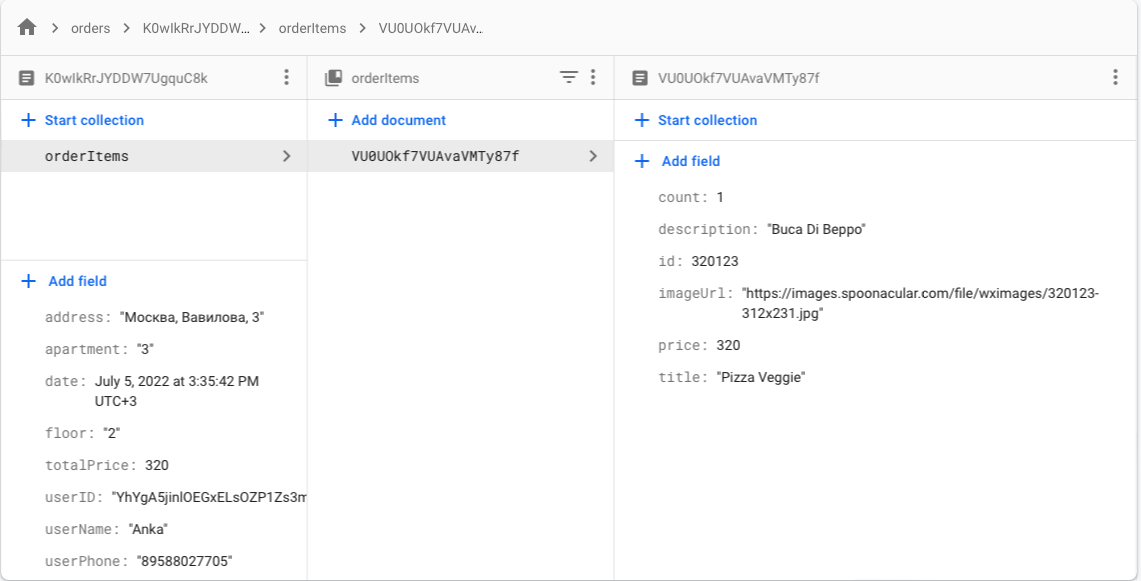 orders
K0wIkRrJYDDW...
orderItems
VU0UOkf7VUAv...
K0wIkRrJYDDW7UgquC8k
Start collection
orderItems
Add field
address: "Москва, Вавилова, 3"
apartment: "3"
date: July 5, 2022 at 3:35:42 PM
UTC+3
floor: "2"
totalPrice: 320
userID: "YhYgA5jinlOEGxELsOZP1Zs3m
userName: "Anka"
userPhone: "89588027705"
orderItems
Add document
VU0UOkf7VUAvaVMTy87f
VU0UOkf7VUAvaVMTy87f
Start collection
Add field
count: 1
description: "Buca Di Beppo"
id: 320123
imageUrl: "https://images.spoonacular.com/file/wximages/320123-
312x231.jpg"
price: 320
title: "Pizza Veggie"